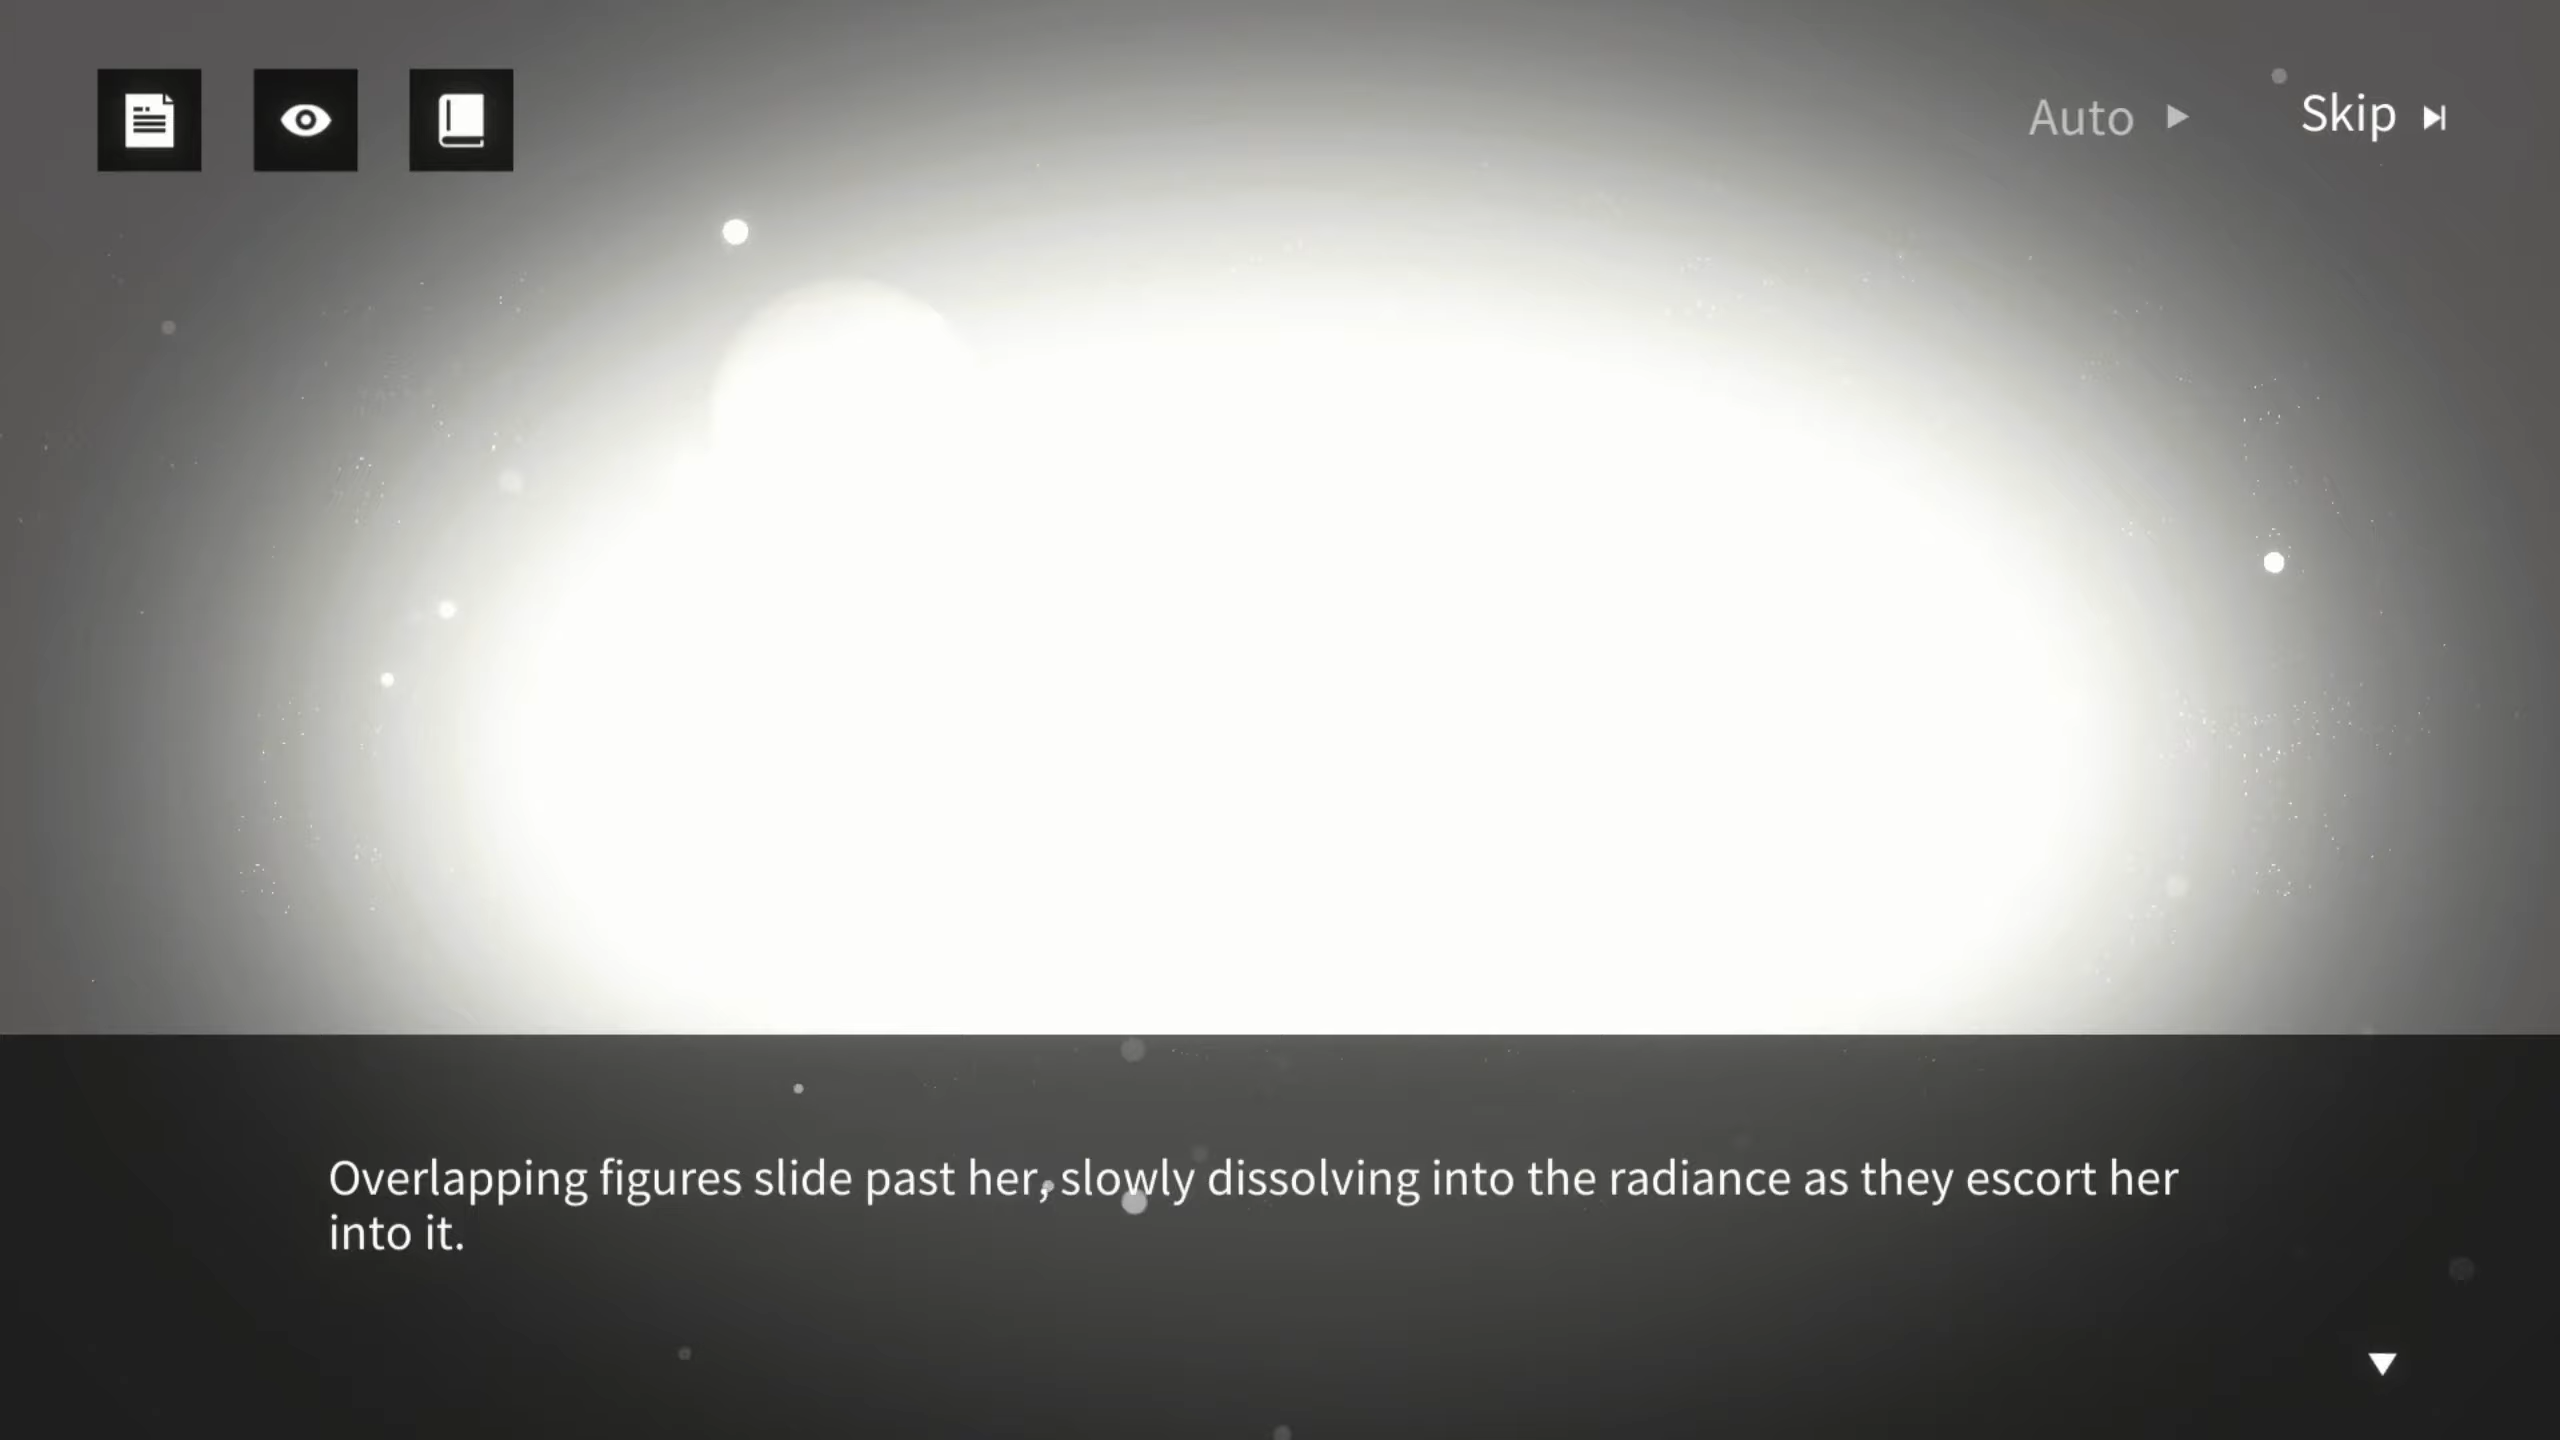 Auto
Skip
Overlapping figures slide past her, slowly dissolving into the radiance as they escort her
into it.